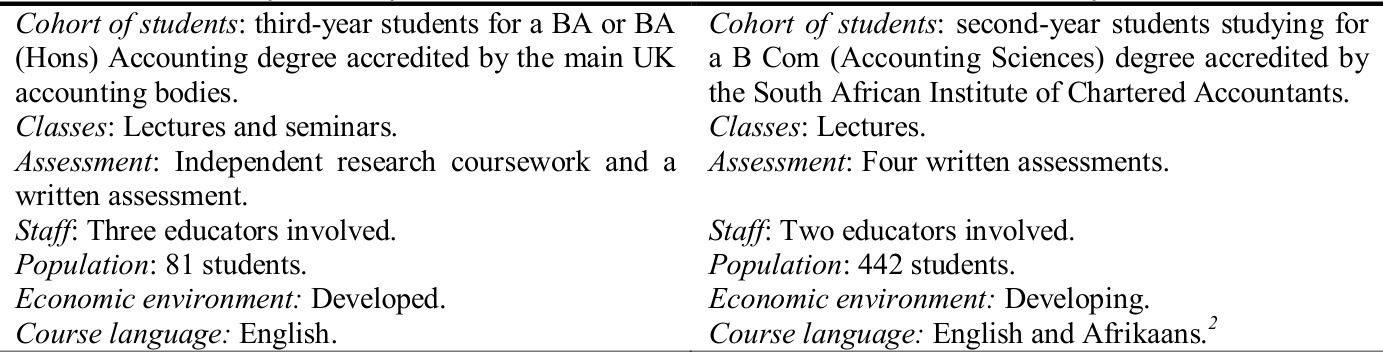 Cohort of students: third-year students for a BA or BA
(Hons) Accounting degree accredited by the main UK
accounting bodies.
Classes: Lectures and seminars.
Assessment: Independent research coursework and a
written assessment.
Staff: Three educators involved.
Population: 81 students.
Economic environment: Developed.
Course language: English.
Cohort of students: second-year students studying for
a B Com (Accounting Sciences) degree accredited by
the South African Institute of Chartered Accountants.
Classes: Lectures.
Assessment: Four written assessments.
Staff: Two educators involved.
Population: 442 students.
Economic environment: Developing.
Course language: English and Afrikaans.2